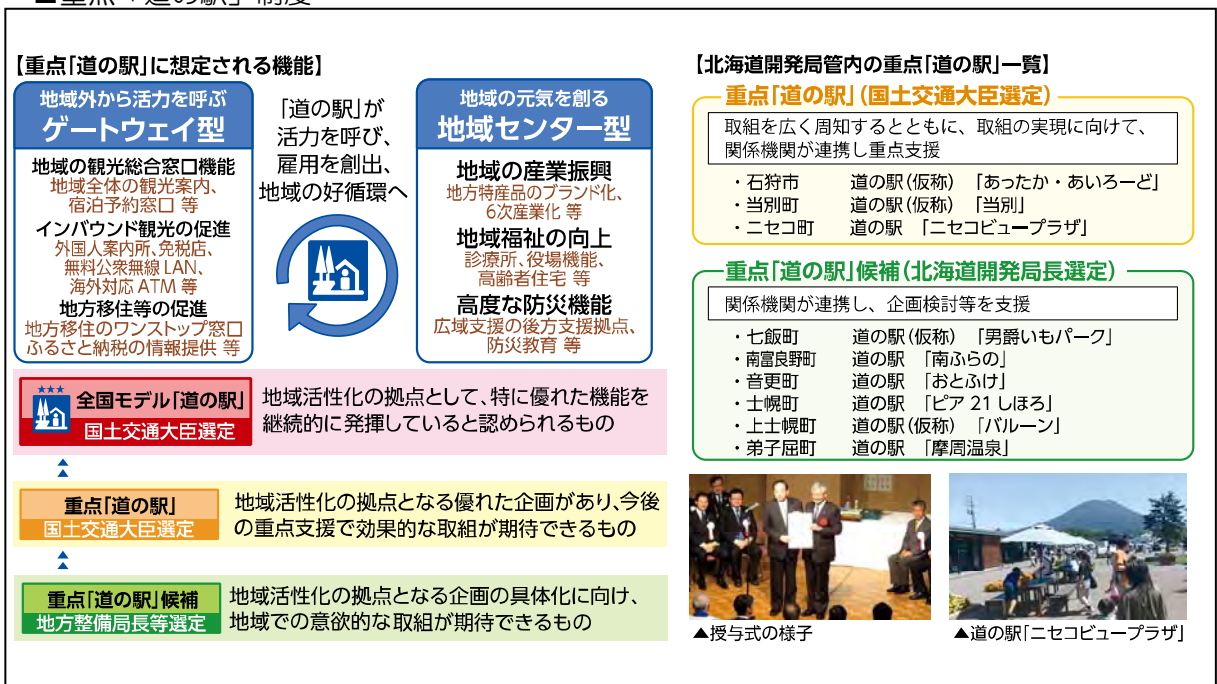 ■重点「道の駅」制度
【重点「道の駅」に想定される機能】
地域外から活力を呼ぶ
ゲートウェイ型
地域の観光総合窓口機能
地域全体の観光案内、
宿泊予約窓口 等
インバウンド観光の促進
外国人案内所、免税店、
無料公衆無線 LAN、
海外対応 ATM 等
地方移住等の促進
地方移住のワンストップ窓口
ふるさと納税の情報提供 等
「道の駅」が
活力を呼び、
雇用を創出、
地域の好循環へ
地域の元気を創る
地域センター型
地域の産業振興
地方特産品のブランド化、
6次産業化 等
地域福祉の向上
診療所、役場機能、
高齢者住宅 等
高度な防災機能
広域支援の後方支援拠点、
防災教育 等
全国モデル「道の駅」
国土交通大臣選定
地域活性化の拠点として、特に優れた機能を
継続的に発揮していると認められるもの
重点「道の駅」
国土交通大臣選定
地域活性化の拠点となる優れた企画があり、今後
の重点支援で効果的な取組が期待できるもの
重点「道の駅」候補
地方整備局長等選定
地域活性化の拠点となる企画の具体化に向け、
地域での意欲的な取組が期待できるもの
【北海道開発局管内の重点「道の駅」一覧】
重点「道の駅」(国土交通大臣選定)
取組を広く周知するとともに、取組の実現に向けて、
関係機関が連携し重点支援
・石狩市 道の駅(仮称) 「あったか・あいろーど」
・当別町 道の駅(仮称) 「当別」
・ニセコ町 道の駅 「ニセコビュープラザ」
重点「道の駅」候補(北海道開発局長選定)
関係機関が連携し、企画検討等を支援
・七飯町 道の駅(仮称) 「男爵いもパーク」
・南富良野町 道の駅 「南ふらの」
・音更町 道の駅 「おとふけ」
・士幌町 道の駅 「ピア 21 しほろ」
・上士幌町 道の駅(仮称) 「バルーン」
・弟子屈町 道の駅 「摩周温泉」
▲授与式の様子
▲道の駅「ニセコビュープラザ」